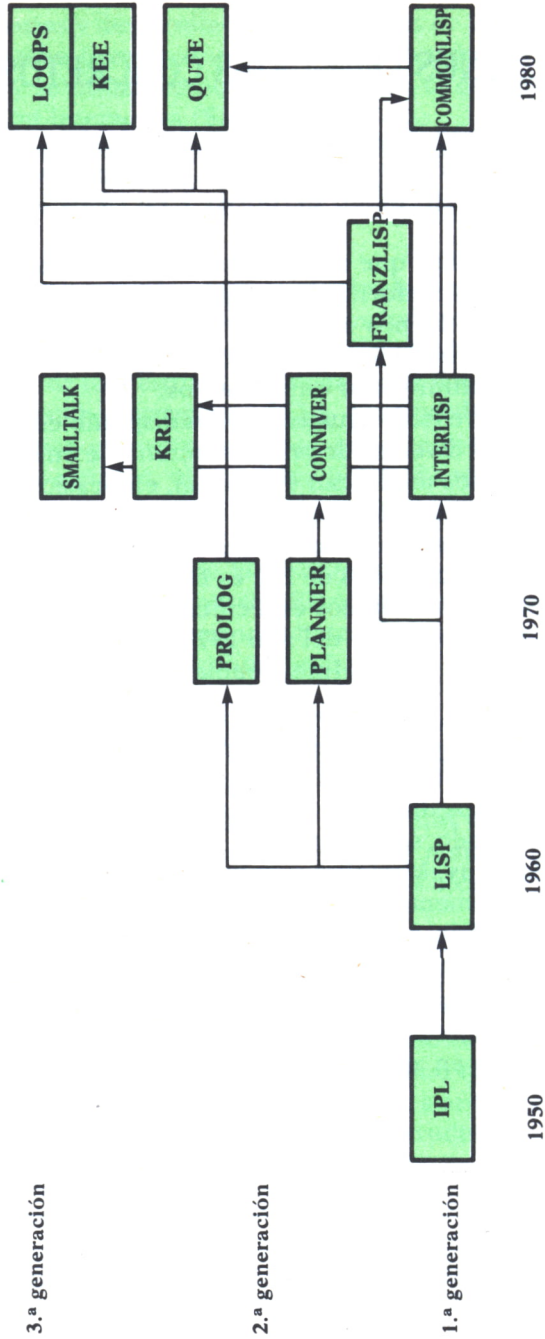 3.ª generación
LOOPS
KEE
SMALLTALK
KRL
QUTE
2.ª generación
PROLOG
PLANNER
CONNIVER
FRANZLISP
1.ª generación
IPL
LISP
INTERLISP
COMMONLISP
1950
1960
1970
1980